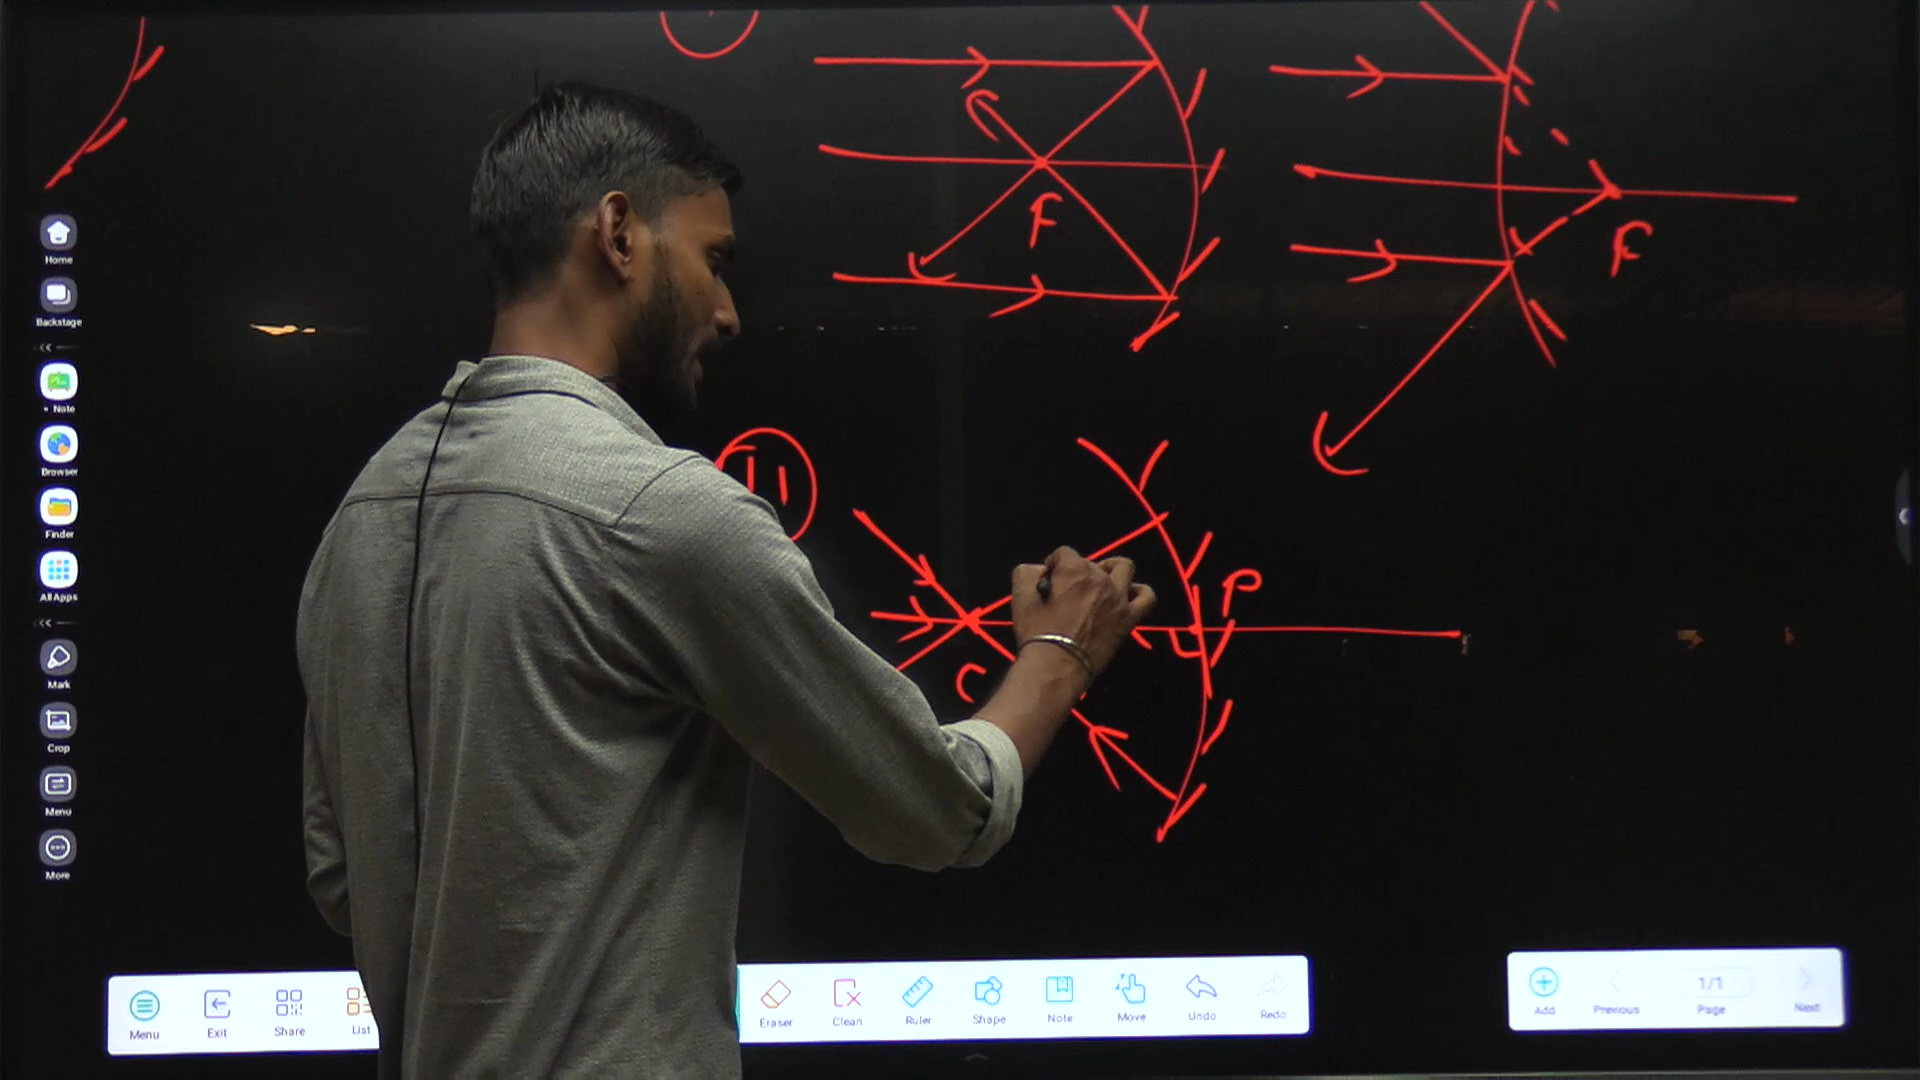 F
F
11
P
C
Home
Backstage
Note
Browser
Finder
All Apps
Mark
Crop
Menu
More
Menu Exit Share List Eraser Clean Ruler Shape Note Move Undo Redo
Add Previous 1/1 Page Next